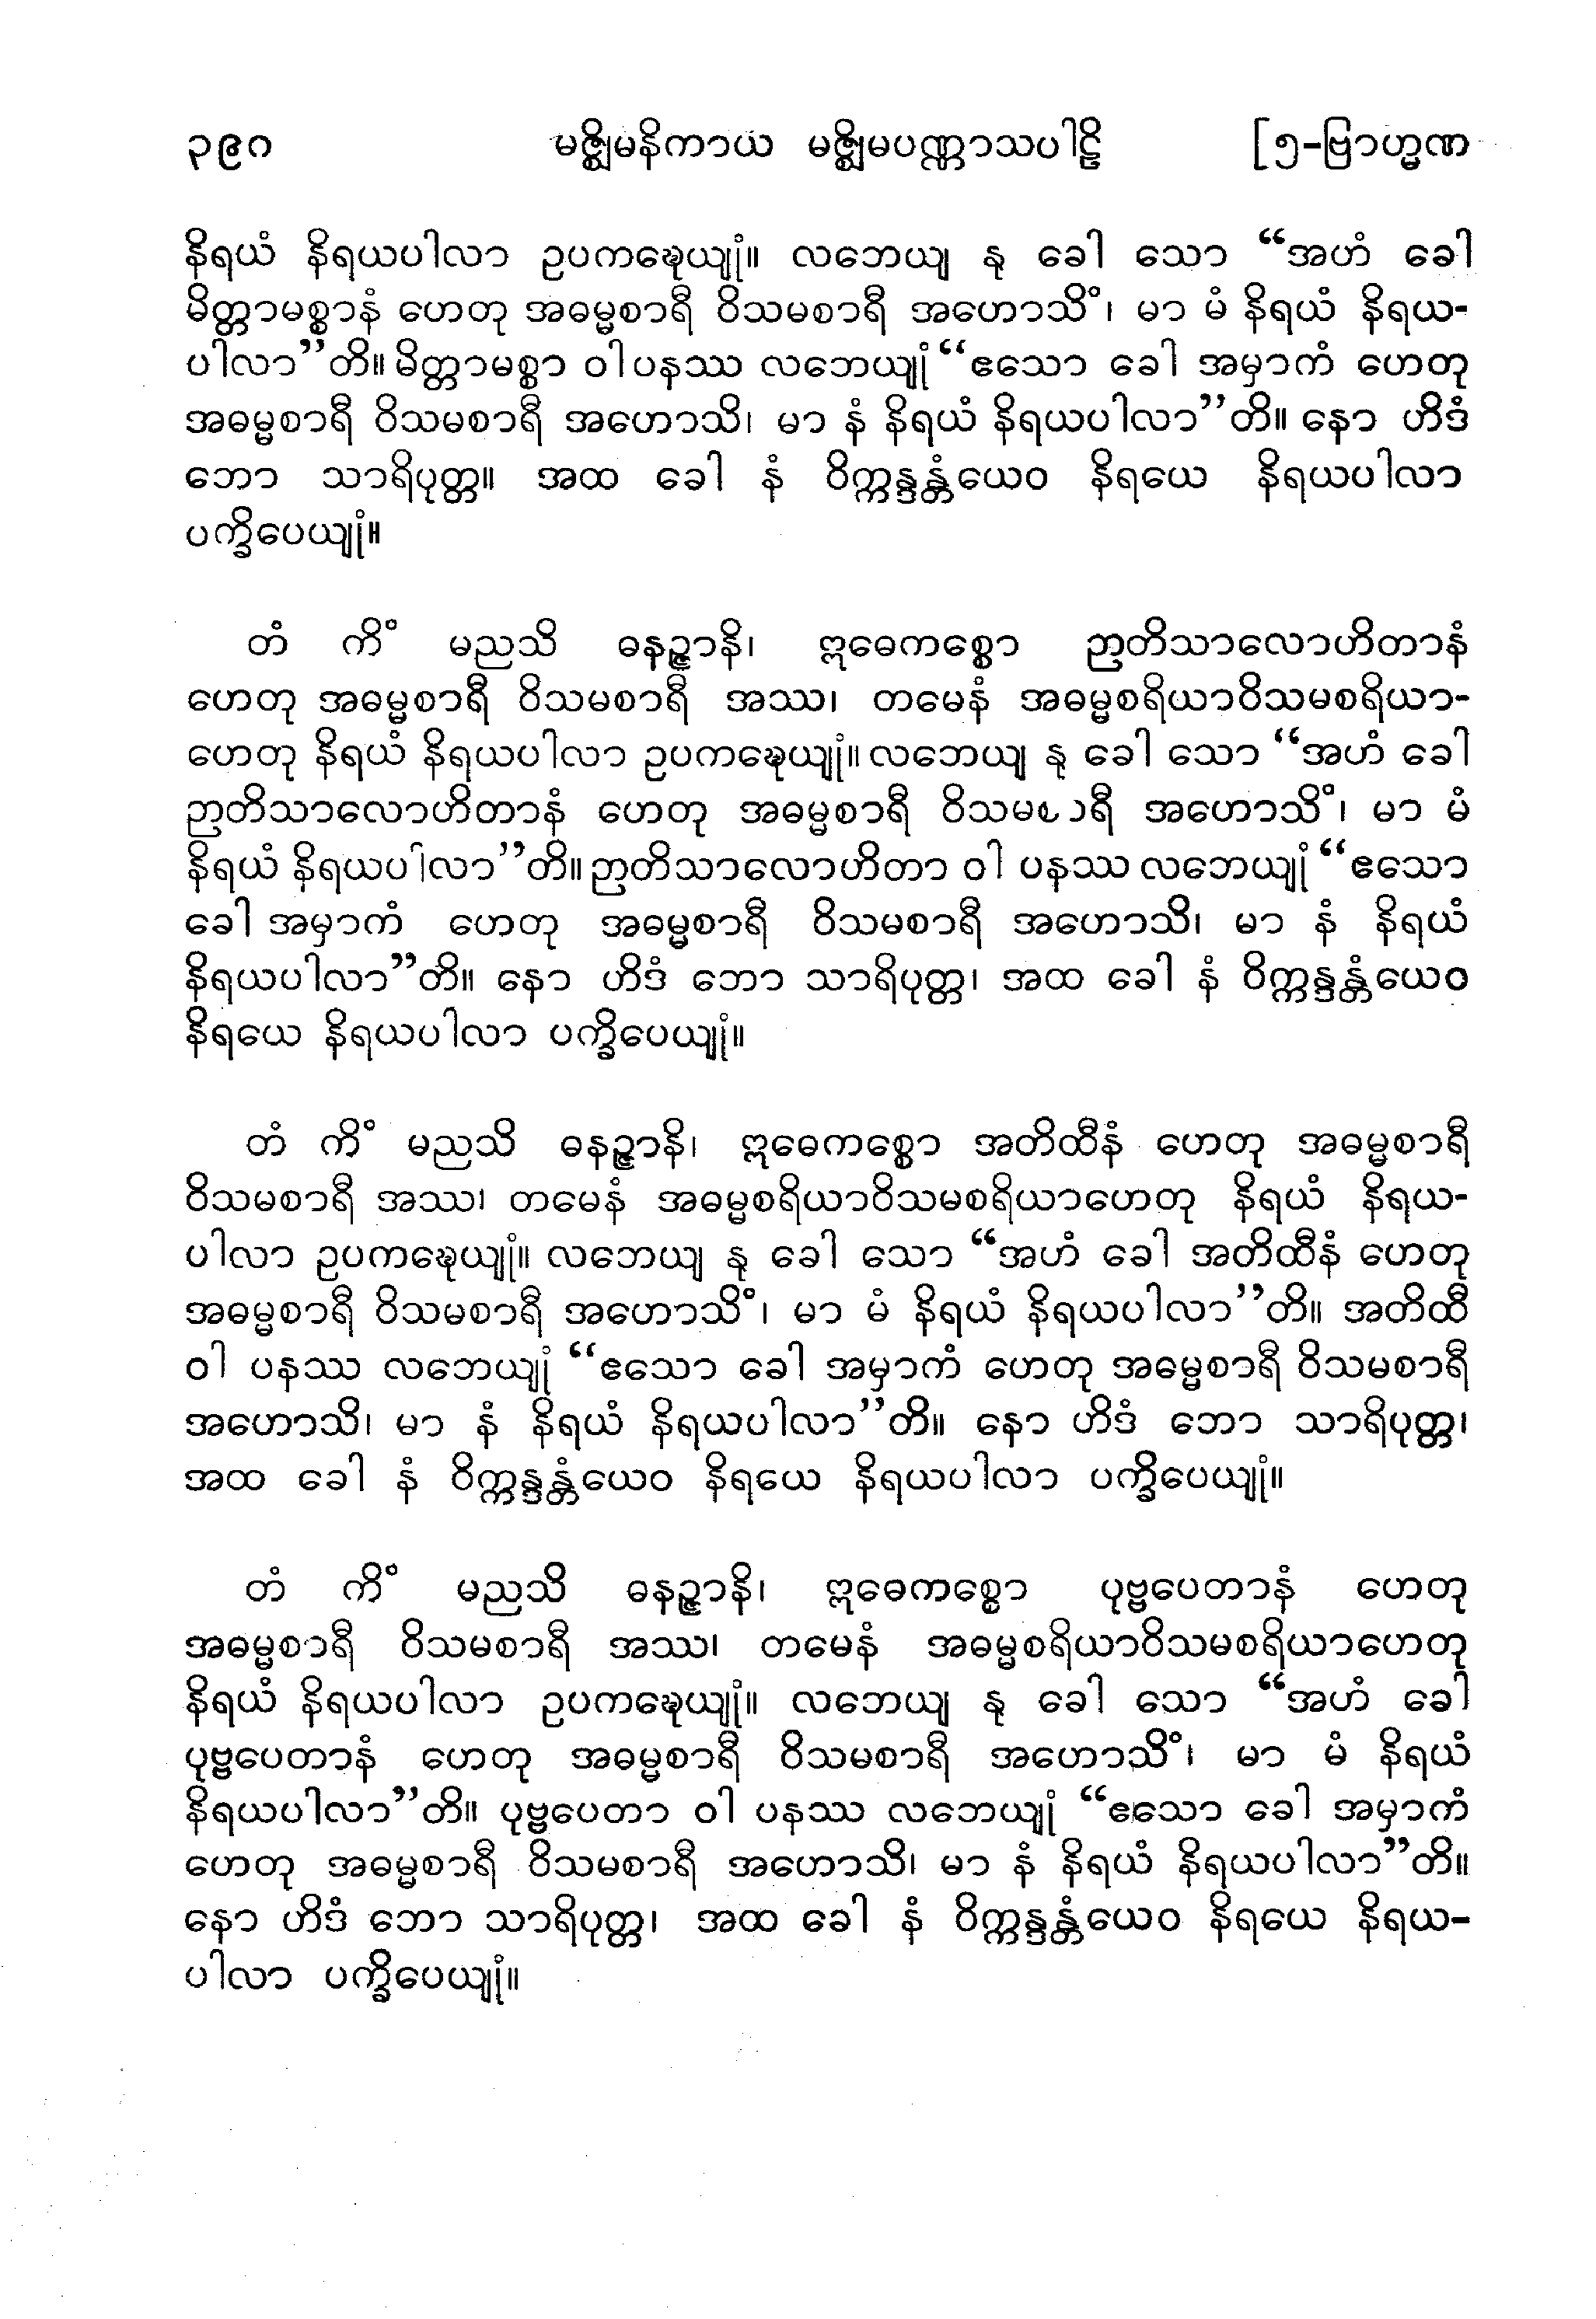 ၃၉၀ မဇ္ဈိမနိကာယ မဇ္ဈိမပဏ္ဏာသပါဠိ [၅-ဗြာဟ္မဏ
နိရယံ နိရယပါလာ ဥပကဍ္ဎေယျုံ။ လဘေယျ နု ခေါ သော “အဟံ ခေါ
မိတ္တာမစ္စာနံ ဟေတု အဓမ္မစာရီ ဝိသမစာရီ အဟောသိံ၊ မာ မံ နိရယံ နိရယ-
ပါလာ”တိ။ မိတ္တာမစ္စာ ဝါ ပနဿ လဘေယျုံ “ဧသော ခေါ အမှာကံ ဟေတု
အဓမ္မစာရီ ဝိသမစာရီ အဟောသိ၊ မာ နံ နိရယံ နိရယပါလာ”တိ။ နော ဟိဒံ
ဘော သာရိပုတ္တ။ အထ ခေါ နံ ဝိက္ကန္ဒန္တံယေဝ နိရယေ နိရယပါလာ
ပက္ခိပေယျုံ။
တံ ကိံ မညသိ ဓနဉ္ဇာနိ၊ ဣဓေကစ္စော ဉာတိသာလောဟိတာနံ
ဟေတု အဓမ္မစာရီ ဝိသမစာရီ အဿ၊ တမေနံ အဓမ္မစရိယာဝိသမစရိယာ-
ဟေတု နိရယံ နိရယပါလာ ဥပကဍ္ဎေယျုံ။ လဘေယျ နု ခေါ သော “အဟံ ခေါ
ဉာတိသာလောဟိတာနံ ဟေတု အဓမ္မစာရီ ဝိသမစာရီ အဟောသိံ၊ မာ မံ
နိရယံ နိရယပါလာ”တိ။ ဉာတိသာလောဟိတာ ဝါ ပနဿ လဘေယျုံ “ဧသော
ခေါ အမှာကံ ဟေတု အဓမ္မစာရီ ဝိသမစာရီ အဟောသိ၊ မာ နံ နိရယံ
နိရယပါလာ”တိ။ နော ဟိဒံ ဘော သာရိပုတ္တ၊ အထ ခေါ နံ ဝိက္ကန္ဒန္တံယေဝ
နိရယေ နိရယပါလာ ပက္ခိပေယျုံ။
တံ ကိံ မညသိ ဓနဉ္ဇာနိ၊ ဣဓေကစ္စော အတိထီနံ ဟေတု အဓမ္မစာရီ
ဝိသမစာရီ အဿ၊ တမေနံ အဓမ္မစရိယာဝိသမစရိယာဟေတု နိရယံ နိရယ-
ပါလာ ဥပကဍ္ဎေယျုံ။ လဘေယျ နု ခေါ သော “အဟံ ခေါ အတိထီနံ ဟေတု
အဓမ္မစာရီ ဝိသမစာရီ အဟောသိံ၊ မာ မံ နိရယံ နိရယပါလာ”တိ။ အတိထီ
ဝါ ပနဿ လဘေယျုံ “ဧသော ခေါ အမှာကံ ဟေတု အဓမ္မစာရီ ဝိသမစာရီ
အဟောသိ၊ မာ နံ နိရယံ နိရယပါလာ”တိ။ နော ဟိဒံ ဘော သာရိပုတ္တ၊
အထ ခေါ နံ ဝိက္ကန္ဒန္တံယေဝ နိရယေ နိရယပါလာ ပက္ခိပေယျုံ။
တံ ကိံ မညသိ ဓနဉ္ဇာနိ၊ ဣဓေကစ္စော ပုဗ္ဗပေတာနံ ဟေတု
အဓမ္မစာရီ ဝိသမစာရီ အဿ၊ တမေနံ အဓမ္မစရိယာဝိသမစရိယာဟေတု
နိရယံ နိရယပါလာ ဥပကဍ္ဎေယျုံ။ လဘေယျ နု ခေါ သော “အဟံ ခေါ
ပုဗ္ဗပေတာနံ ဟေတု အဓမ္မစာရီ ဝိသမစာရီ အဟောသိံ၊ မာ မံ နိရယံ
နိရယပါလာ”တိ။ ပုဗ္ဗပေတာ ဝါ ပနဿ လဘေယျုံ “ဧသော ခေါ အမှာကံ
ဟေတု အဓမ္မစာရီ ဝိသမစာရီ အဟောသိ၊ မာ နံ နိရယံ နိရယပါလာ”တိ။
နော ဟိဒံ ဘော သာရိပုတ္တ၊ အထ ခေါ နံ ဝိက္ကန္ဒန္တံယေဝ နိရယေ နိရယ-
ပါလာ ပက္ခိပေယျုံ။